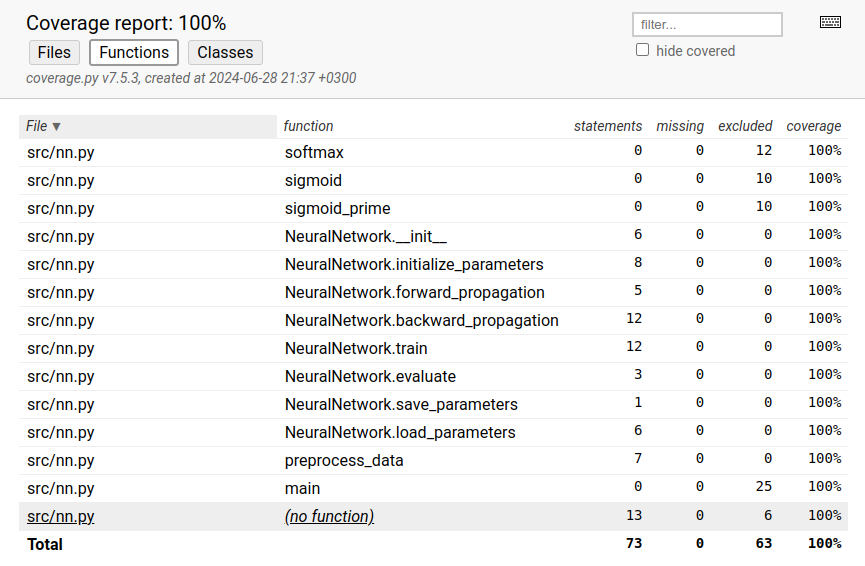 Coverage report: 100%
filter...
Files Functions Classes
hide covered
coverage.py v7.5.3, created at 2024-06-28 21:37 +0300
File ▼ function statements missing excluded coverage
src/nn.py softmax 0 0 12 100%
src/nn.py sigmoid 0 0 10 100%
src/nn.py sigmoid_prime 0 0 10 100%
src/nn.py NeuralNetwork.__init__ 6 0 0 100%
src/nn.py NeuralNetwork.initialize_parameters 8 0 0 100%
src/nn.py NeuralNetwork.forward_propagation 5 0 0 100%
src/nn.py NeuralNetwork.backward_propagation 12 0 0 100%
src/nn.py NeuralNetwork.train 12 0 0 100%
src/nn.py NeuralNetwork.evaluate 3 0 0 100%
src/nn.py NeuralNetwork.save_parameters 1 0 0 100%
src/nn.py NeuralNetwork.load_parameters 6 0 0 100%
src/nn.py preprocess_data 7 0 0 100%
src/nn.py main 0 0 25 100%
src/nn.py (no function) 13 0 6 100%
Total 73 0 63 100%